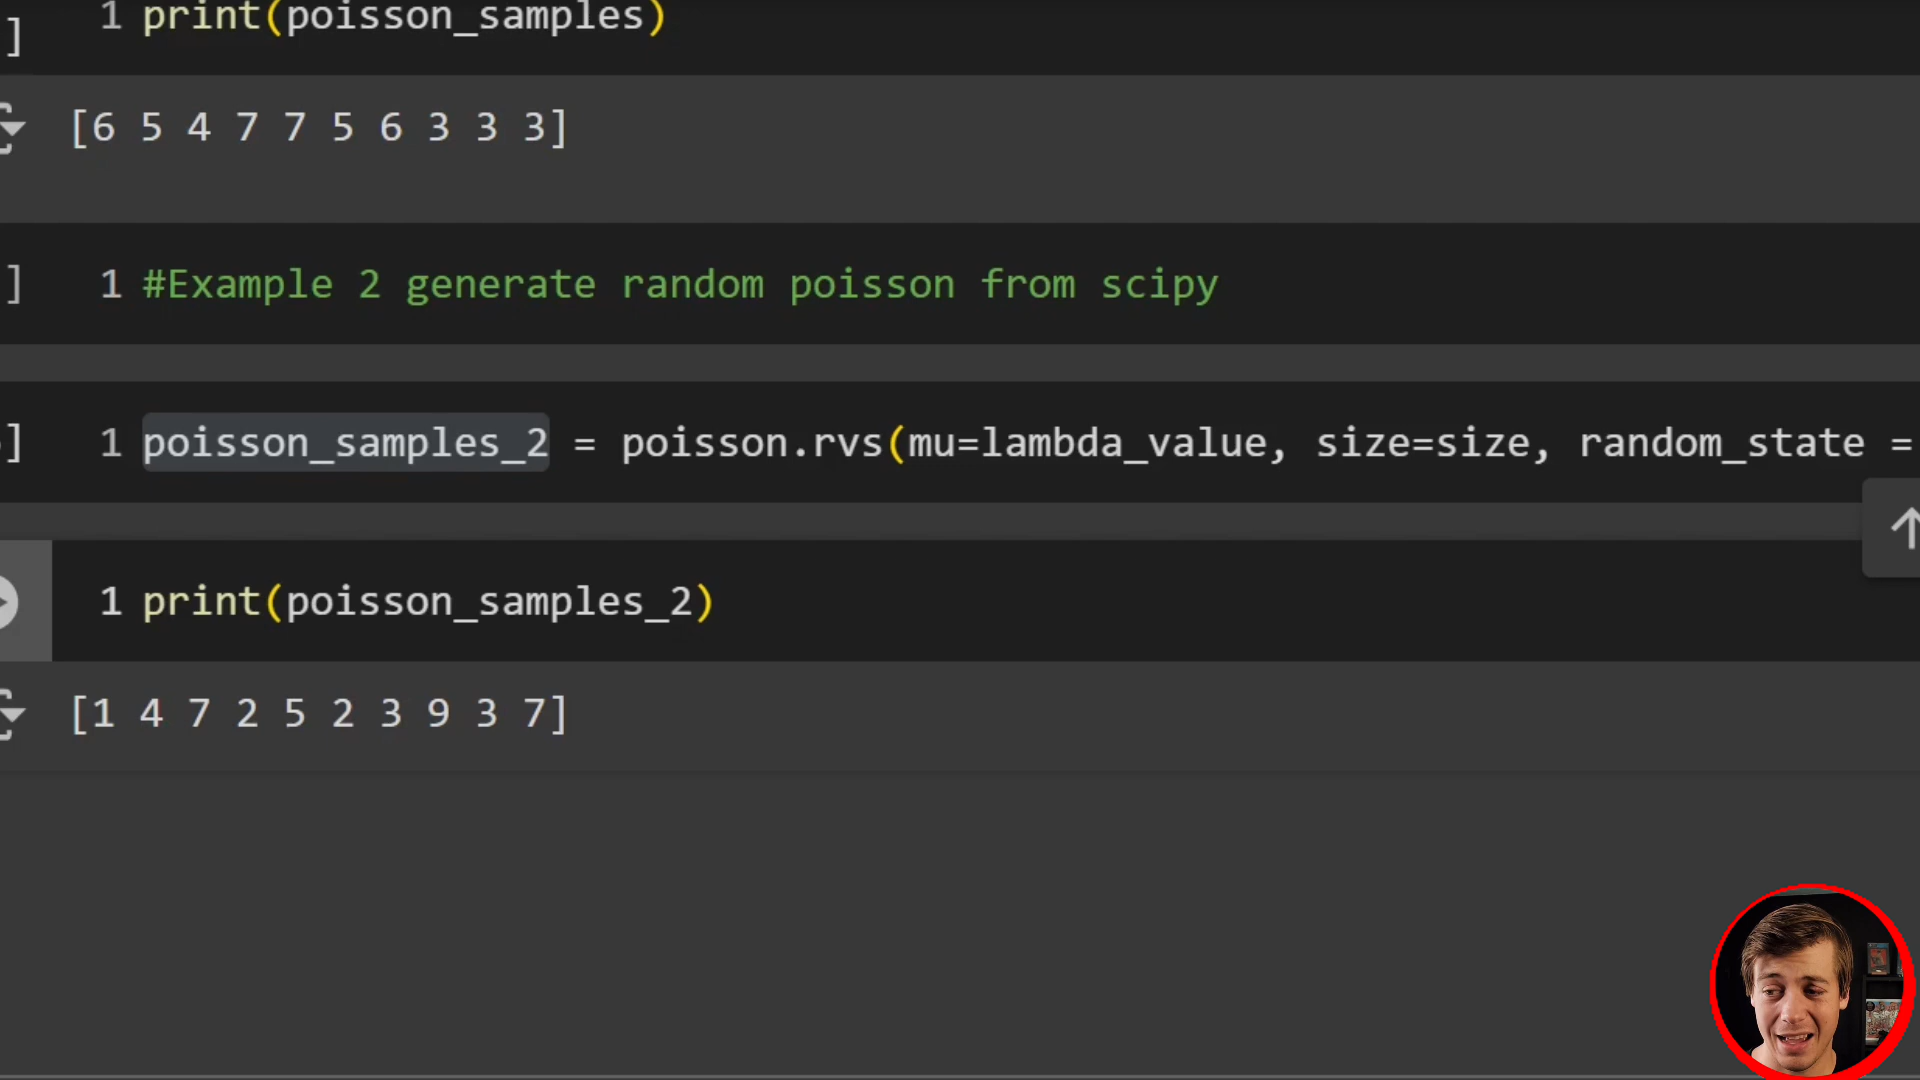 ]
1 print(poisson_samples)
[6 5 4 7 7 5 6 3 3 3]
]
1 #Example 2 generate random poisson from scipy
]
1 poisson_samples_2 = poisson.rvs(mu=lambda_value, size=size, random_state =
1 print(poisson_samples_2)
[1 4 7 2 5 2 3 9 3 7]